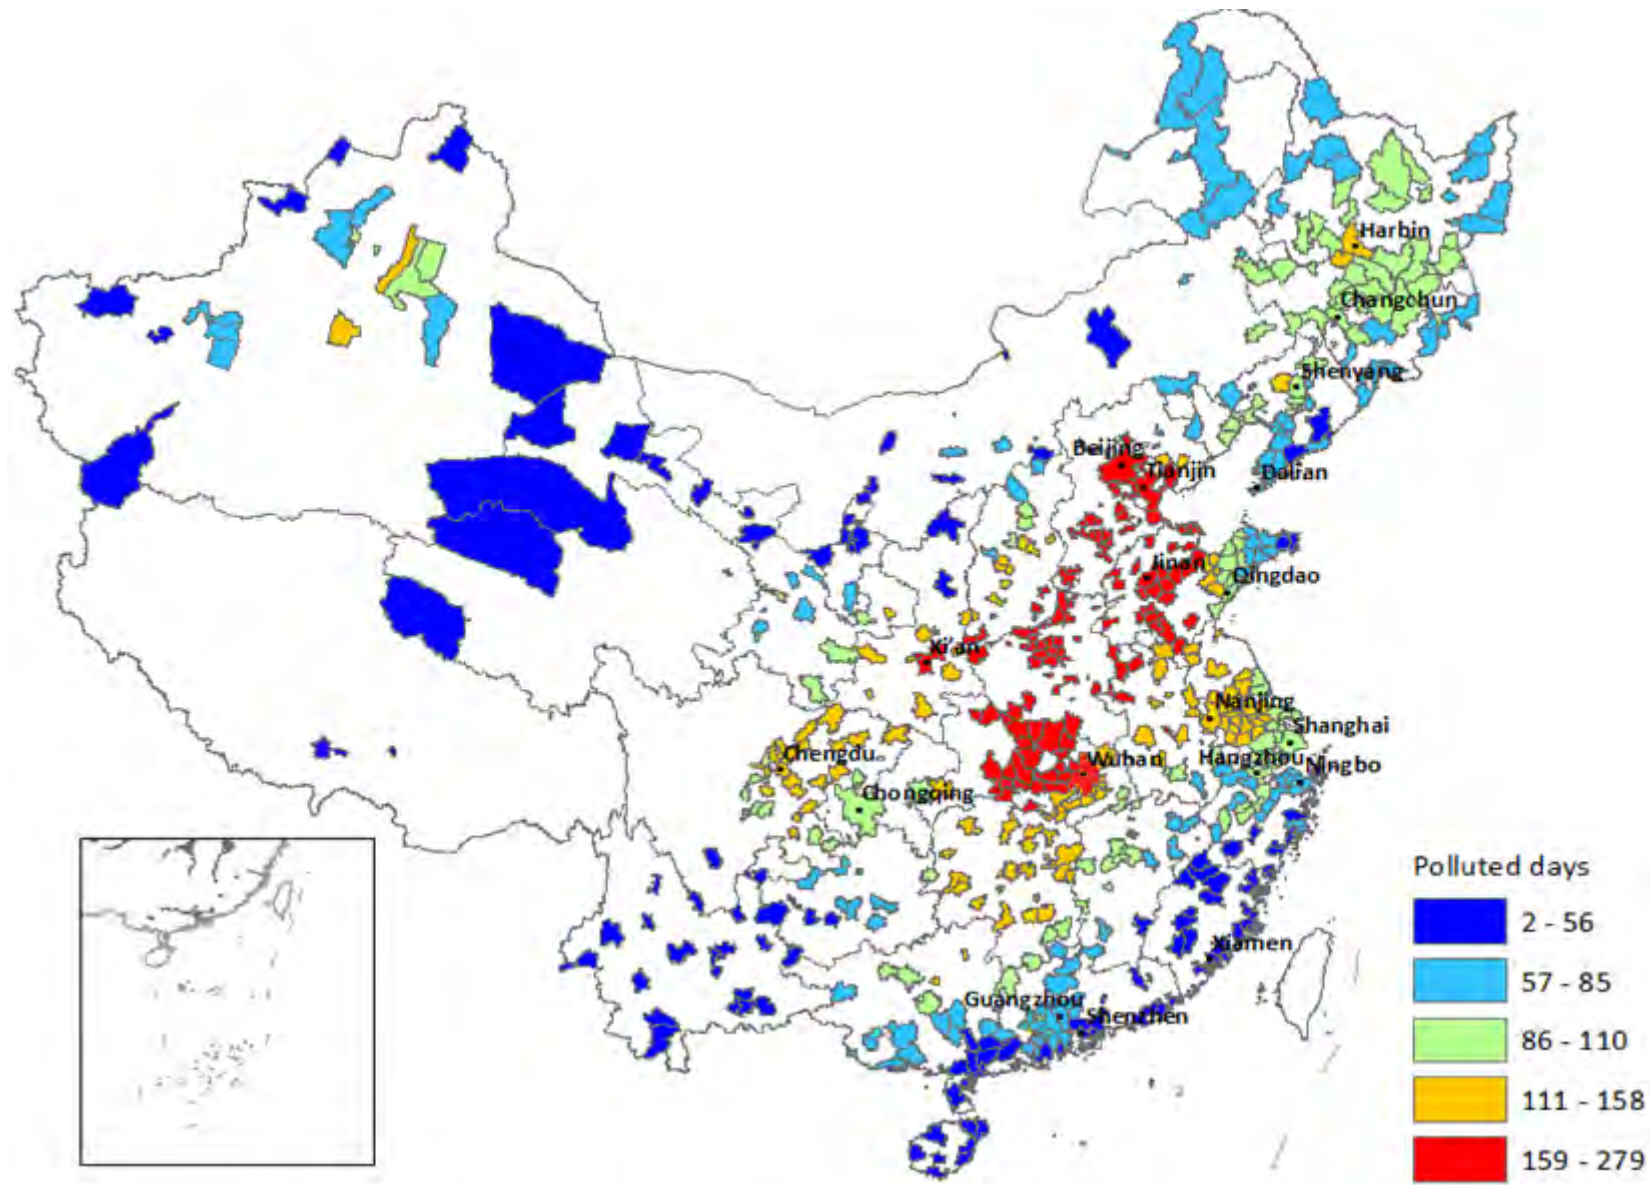 Harbin
Changchun
Shenyang
Beijing
Tianjin
Dalian
Jinan
Qingdao
Xi'an
Nanjing
Shanghai
Chengdu
Wuhan
Hangzhou
Ningbo
Chongqing
Xiamen
Guangzhou
Shenzhen
Polluted days
2 - 56
57 - 85
86 - 110
111 - 158
159 - 279